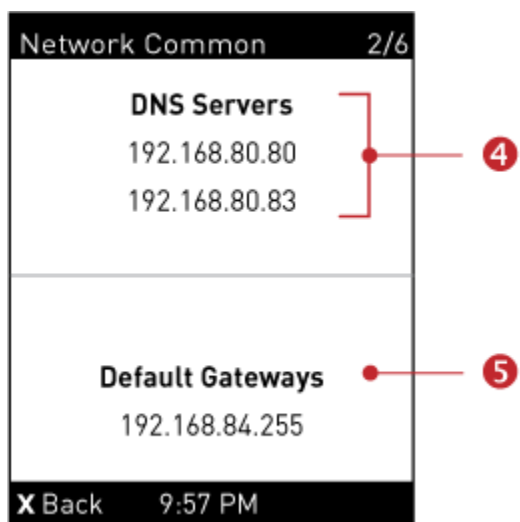 Network Common 2/6
DNS Servers
192.168.80.80
4
192.168.80.83
Default Gateways
5
192.168.84.255
X Back 9:57 PM